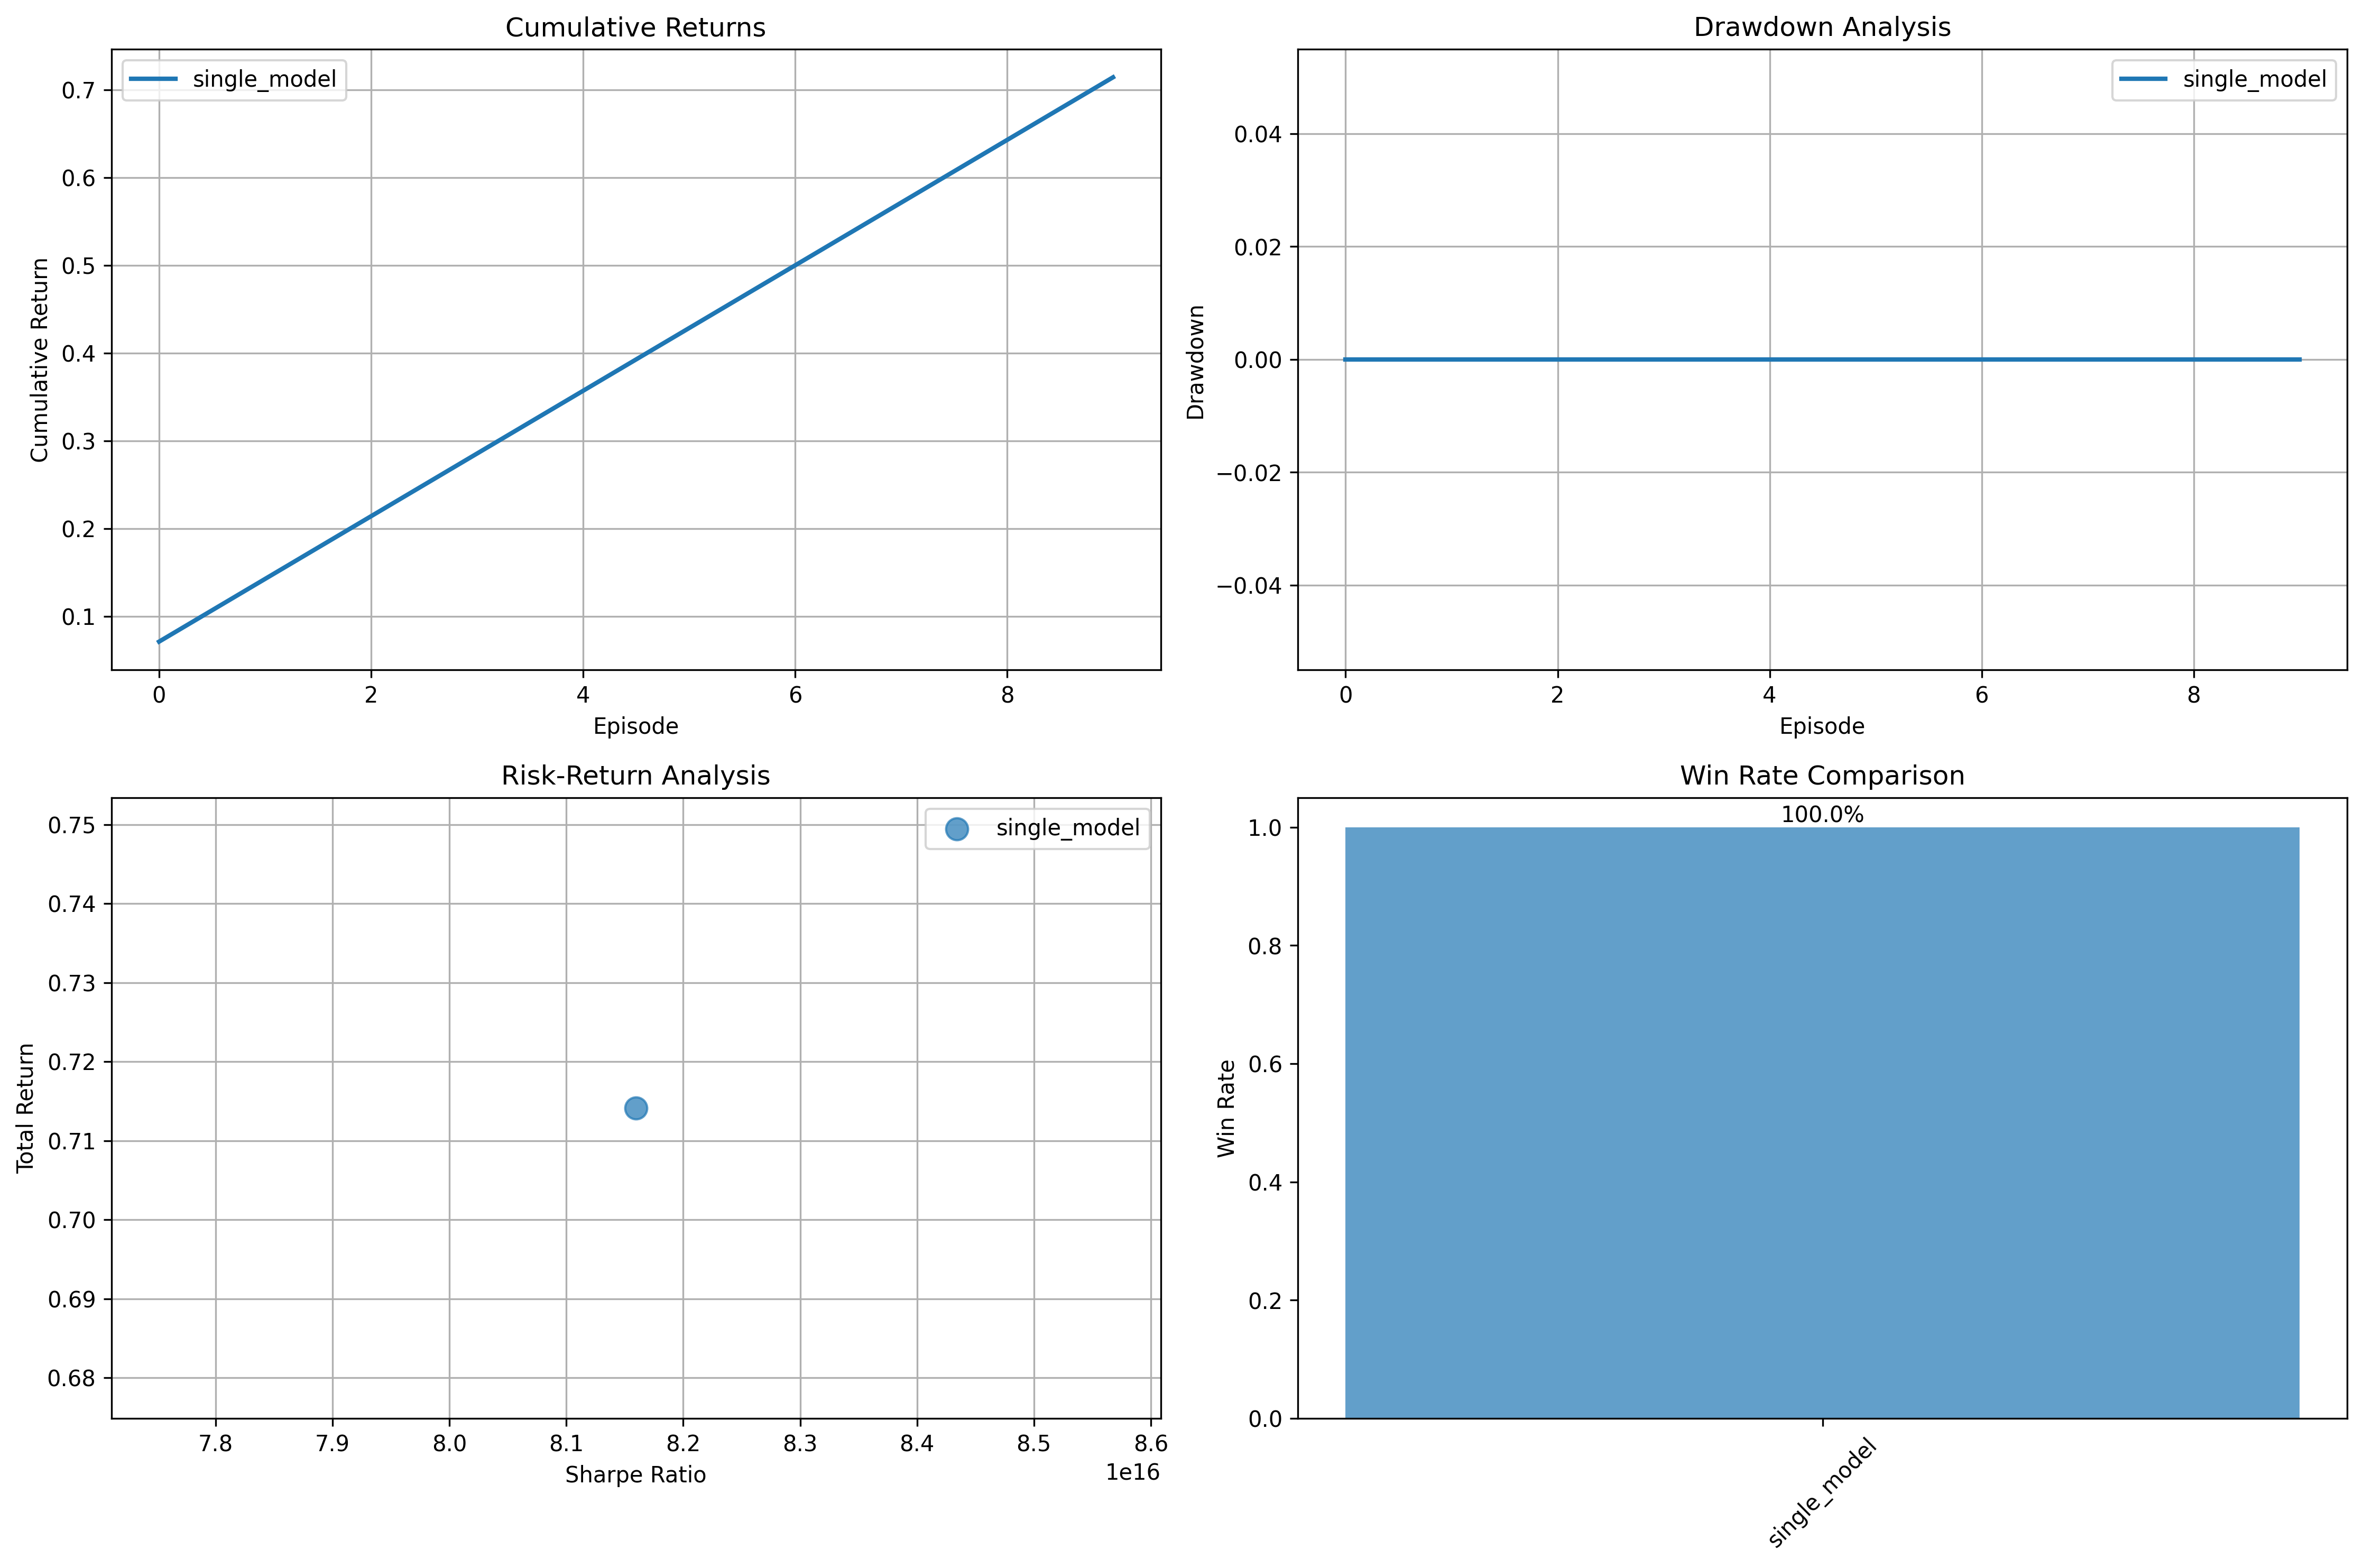 Cumulative Returns
single_model
0.7
0.6
0.5
0.4
0.3
0.2
0.1
Cumulative Return
0 2 4 6 8
Episode
Drawdown Analysis
single_model
0.04
0.02
0.00
−0.02
−0.04
Drawdown
0 2 4 6 8
Episode
Risk-Return Analysis
single_model
0.75
0.74
0.73
0.72
0.71
0.70
0.69
0.68
Total Return
7.8 7.9 8.0 8.1 8.2 8.3 8.4 8.5 8.6
Sharpe Ratio
1e16
Win Rate Comparison
100.0%
1.0
0.8
0.6
0.4
0.2
0.0
Win Rate
single_model